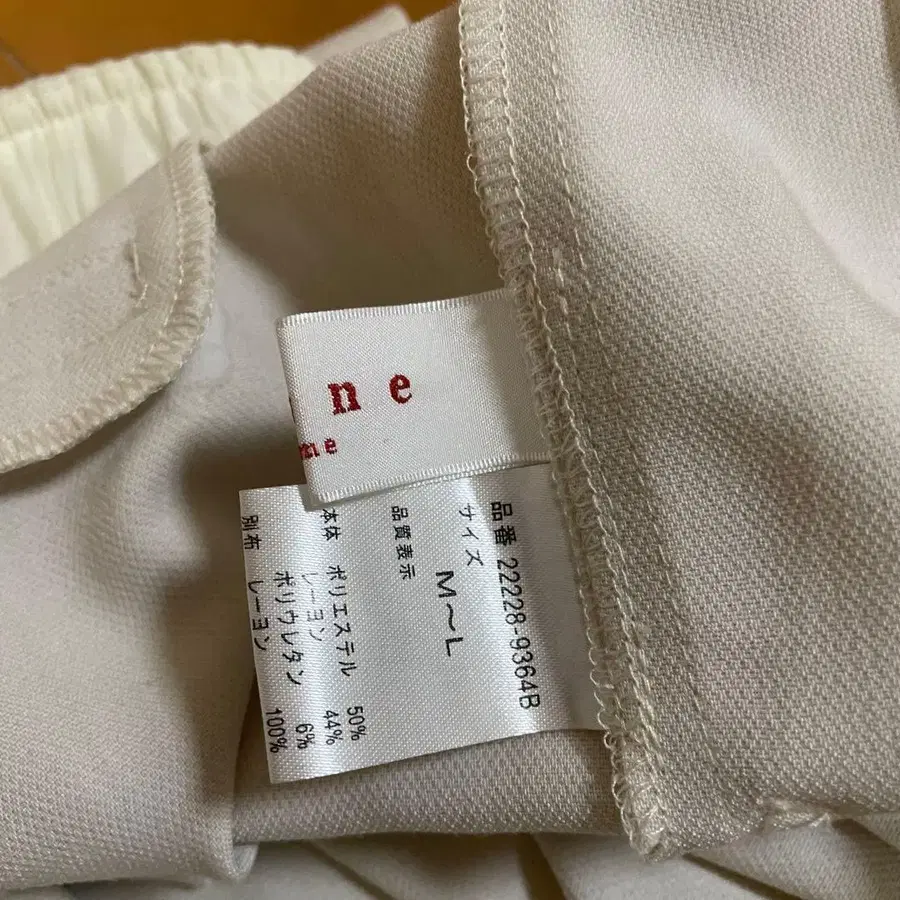 n e
me
品番 22228-9364B
サイズ
M～L
品質表示
本体 ポリエステル 50%
レーヨン 44%
ポリウレタン 6%
別布 レーヨン 100%